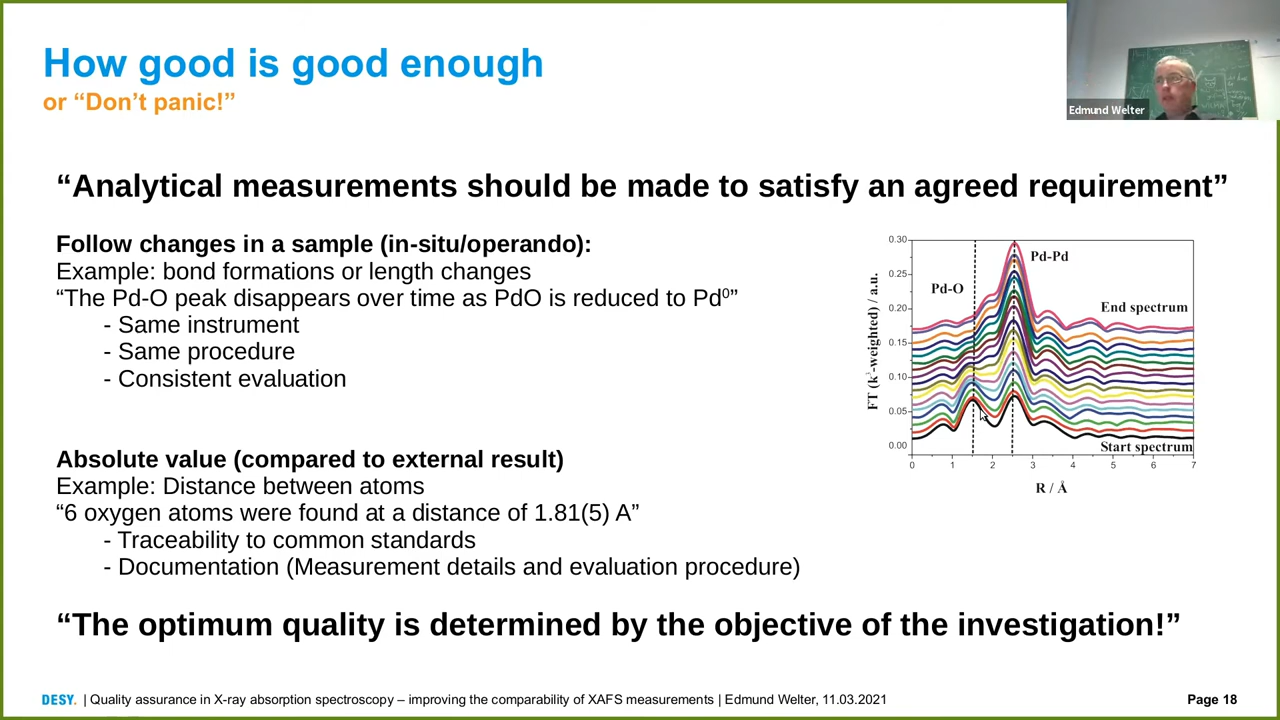 How good is good enough
or “Don’t panic!”
Edmund Welter
“Analytical measurements should be made to satisfy an agreed requirement”
Follow changes in a sample (in-situ/operando):
Example: bond formations or length changes
“The Pd-O peak disappears over time as PdO is reduced to Pd⁰”
- Same instrument
- Same procedure
- Consistent evaluation
0.30
0.25
0.20
0.15
0.10
0.05
0.00
FT (k³-weighted) / a.u.
Pd-Pd
Pd-O
End spectrum
Start spectrum
0 1 2 3 4 5 6 7
R / Å
Absolute value (compared to external result)
Example: Distance between atoms
“6 oxygen atoms were found at a distance of 1.81(5) A”
- Traceability to common standards
- Documentation (Measurement details and evaluation procedure)
“The optimum quality is determined by the objective of the investigation!”
DESY. | Quality assurance in X-ray absorption spectroscopy – improving the comparability of XAFS measurements | Edmund Welter, 11.03.2021
Page 18